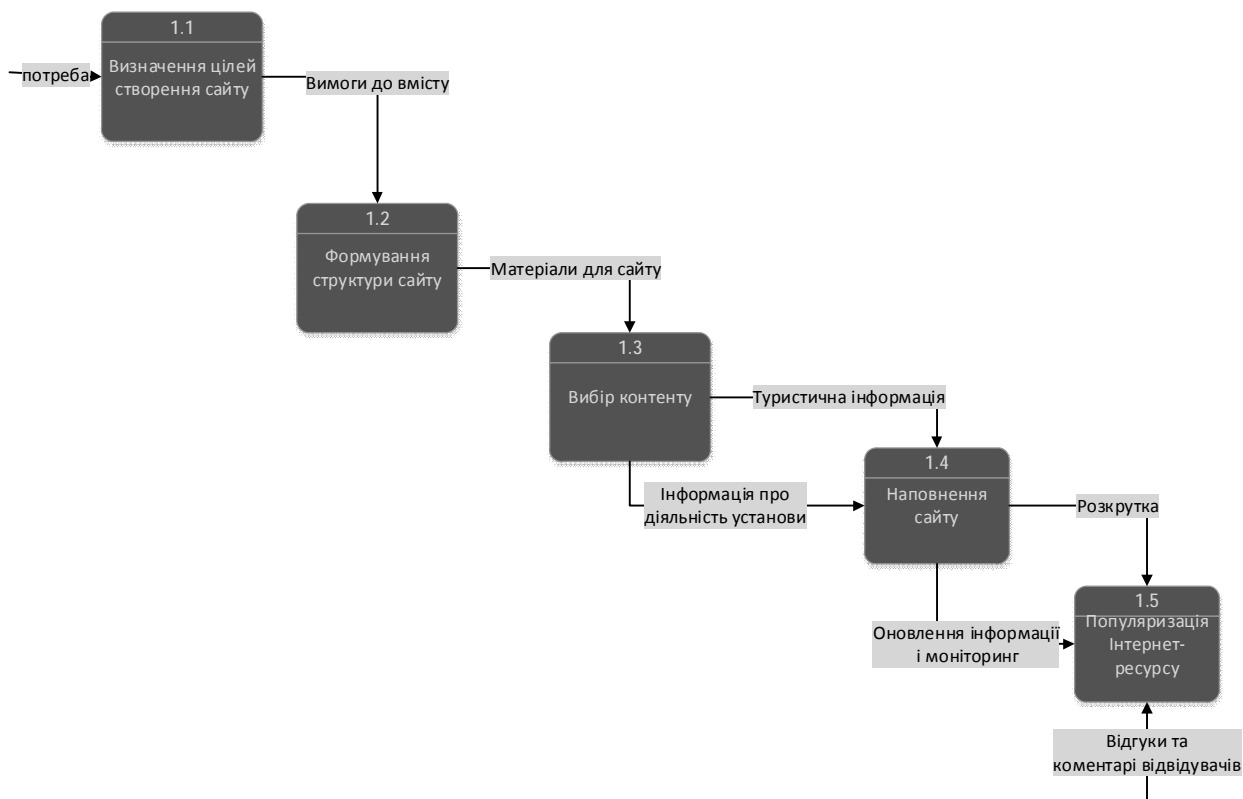 1.1
потреба
Визначення цілей
створення сайту
Вимоги до вмісту
1.2
Формування
структури сайту
Матеріали для сайту
1.3
Вибір контенту
Туристична інформація
1.4
Наповнення
сайту
Інформація про
діяльність установи
Розкрутка
1.5
Популяризація
Інтернет-
ресурсу
Оновлення інформації
і моніторинг
Відгуки та
коментарі відвідувачів